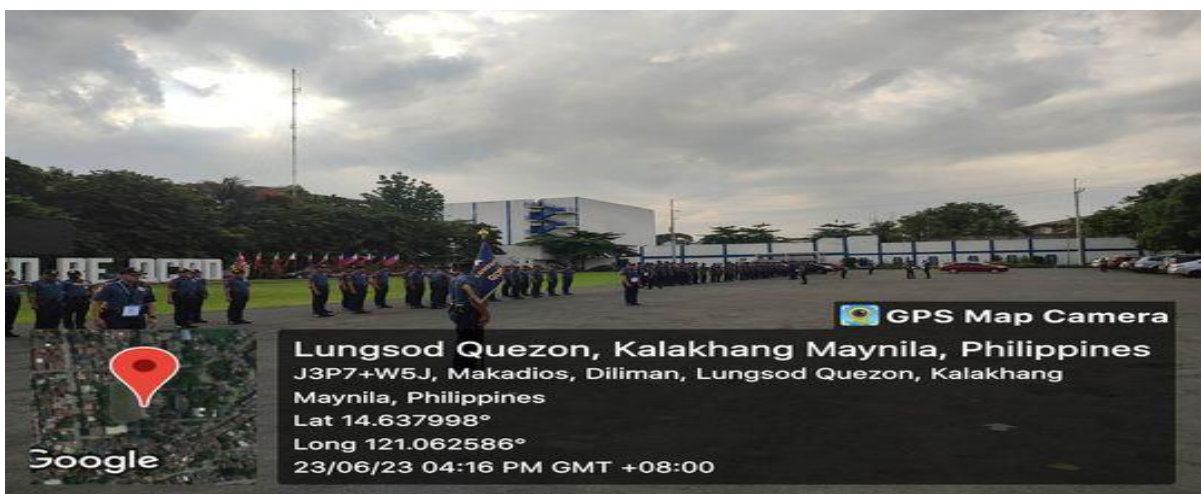 GPS Map Camera
Lungsod Quezon, Kalakhang Maynila, Philippines
J3P7+W5J, Makadios, Diliman, Lungsod Quezon, Kalakhang
Maynila, Philippines
Lat 14.637998°
Long 121.062586°
23/06/23 04:16 PM GMT +08:00
Google